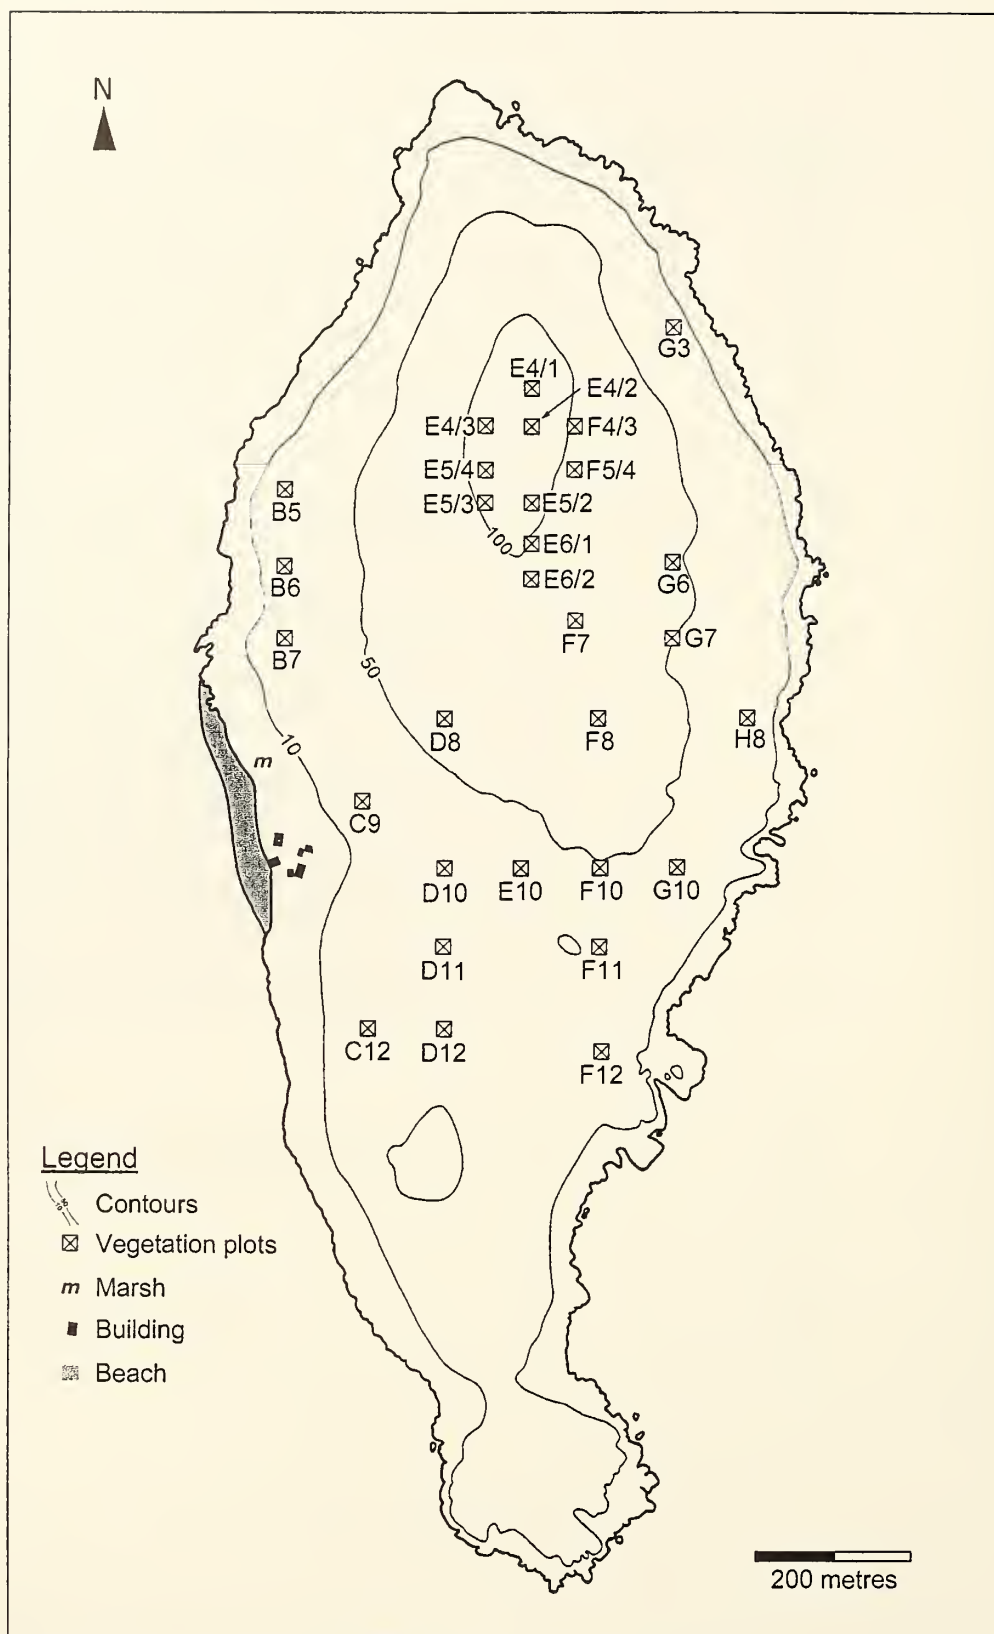 N
G3
E4/1
E4/2
E4/3
F4/3
E5/4
F5/4
B5
E5/3
E5/2
100
E6/1
B6
G6
E6/2
F7
B7
G7
50
D8
F8
H8
10
m
C9
D10
E10
F10
G10
D11
F11
C12
D12
F12
Legend
10
50
Contours
Vegetation plots
m Marsh
Building
Beach
200 metres